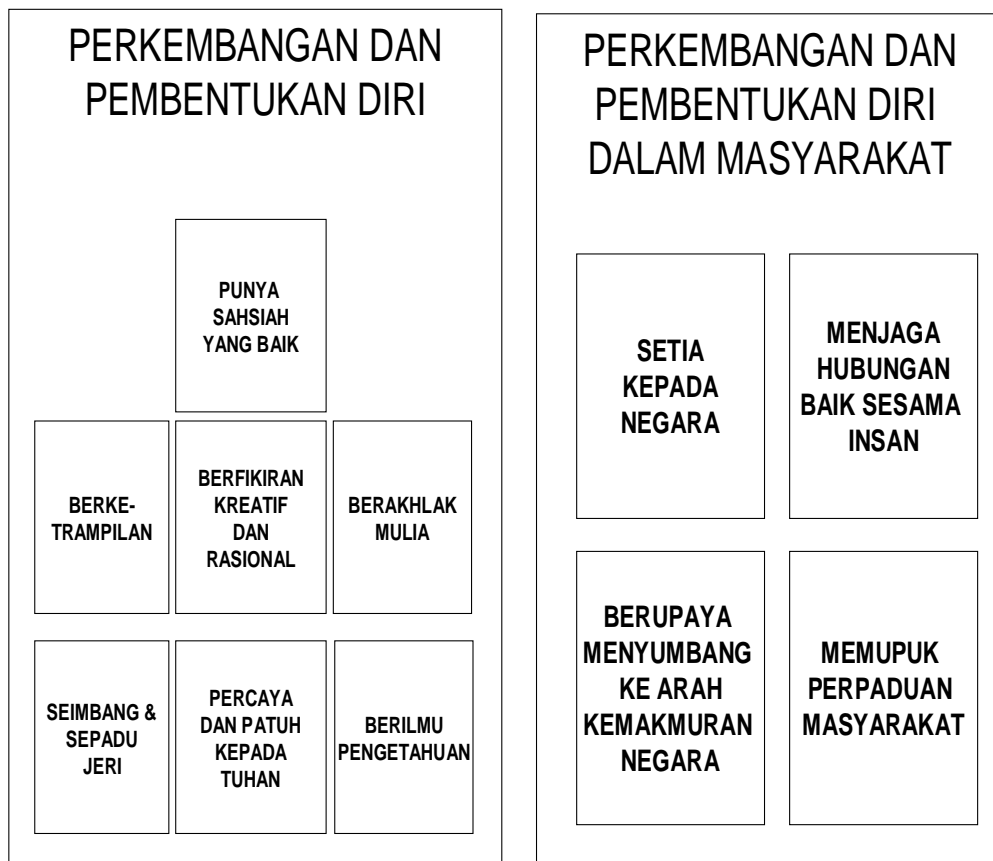 PERKEMBANGAN DAN
PEMBENTUKAN DIRI
PUNYA
SAHSIAH
YANG BAIK
BERKE-
TRAMPILAN
BERFIKIRAN
KREATIF
DAN
RASIONAL
BERAKHLAK
MULIA
SEIMBANG &
SEPADU
JERI
PERCAYA
DAN PATUH
KEPADA
TUHAN
BERILMU
PENGETAHUAN
PERKEMBANGAN DAN
PEMBENTUKAN DIRI
DALAM MASYARAKAT
SETIA
KEPADA
NEGARA
MENJAGA
HUBUNGAN
BAIK SESAMA
INSAN
BERUPAYA
MENYUMBANG
KE ARAH
KEMAKMURAN
NEGARA
MEMUPUK
PERPADUAN
MASYARAKAT